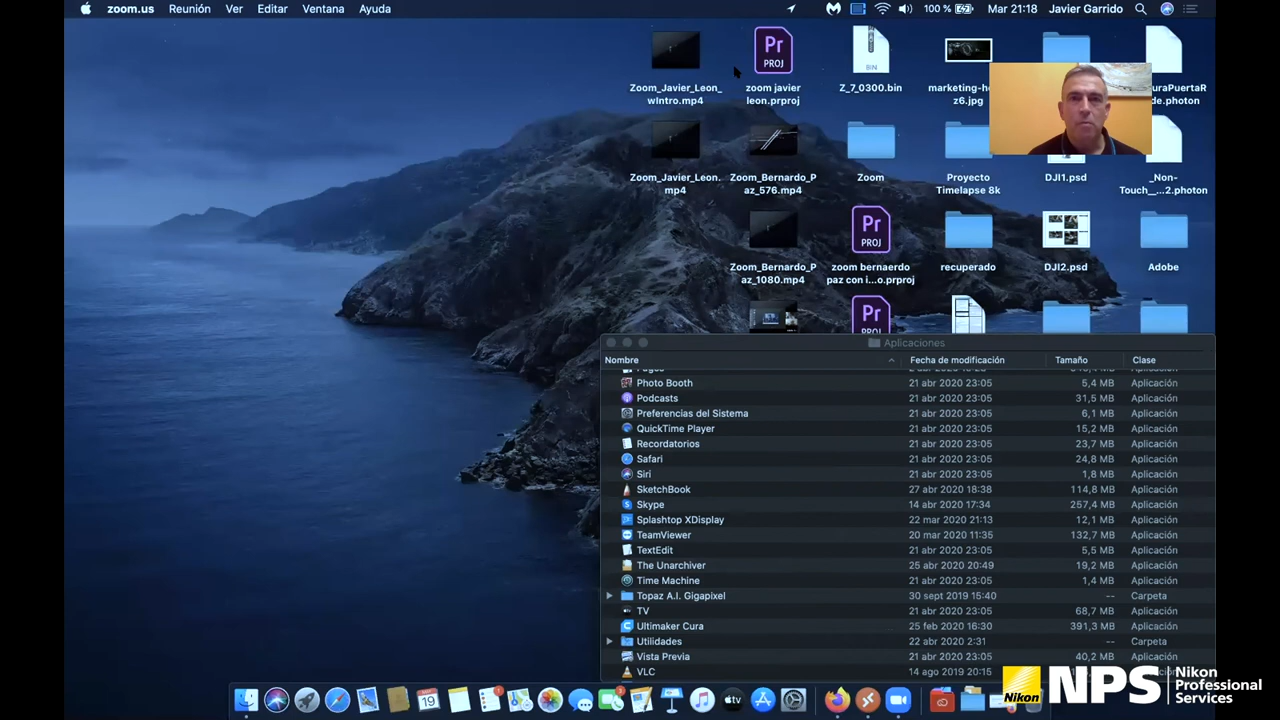 zoom.us Reunión Ver Editar Ventana Ayuda 100 % Mar 21:18 Javier Garrido
Zoom_Javier_Leon_
wIntro.mp4
zoom javier
leon.prproj
Z_7_0300.bin
z6.jpg
Zoom_Javier_Leon.
mp4
Zoom_Bernardo_P
az_576.mp4
Zoom
Proyecto
Timelapse 8k
DJI1.psd
_Non-
Touch__...2.photon
Zoom_Bernardo_P
az_1080.mp4
zoom bernaerdo
paz con i...o.prproj
recuperado
DJI2.psd
Adobe
Pr
PROJ
BIN
Aplicaciones
Nombre Fecha de modificación Tamaño Clase
Photo Booth 21 abr 2020 23:05 5,4 MB Aplicación
Podcasts 21 abr 2020 23:05 31,5 MB Aplicación
Preferencias del Sistema 21 abr 2020 23:05 6,1 MB Aplicación
QuickTime Player 21 abr 2020 23:05 15,2 MB Aplicación
Recordatorios 21 abr 2020 23:05 23,7 MB Aplicación
Safari 21 abr 2020 23:05 24,8 MB Aplicación
Siri 21 abr 2020 23:05 1,8 MB Aplicación
SketchBook 27 abr 2020 18:38 114,8 MB Aplicación
Skype 14 abr 2020 17:34 257,4 MB Aplicación
Splashtop XDisplay 22 mar 2020 21:13 12,1 MB Aplicación
TeamViewer 20 mar 2020 11:35 132,7 MB Aplicación
TextEdit 21 abr 2020 23:05 5,5 MB Aplicación
The Unarchiver 25 abr 2020 20:49 19,2 MB Aplicación
Time Machine 21 abr 2020 23:05 1,4 MB Aplicación
Topaz A.I. Gigapixel 30 sept 2019 15:40 -- Carpeta
TV 21 abr 2020 23:05 68,7 MB Aplicación
Ultimaker Cura 25 feb 2020 16:30 391,3 MB Aplicación
Utilidades 22 abr 2020 2:31 -- Carpeta
Vista Previa 21 abr 2020 23:05 40,2 MB Aplicación
VLC 14 ago 2019 20:15
Nikon
NPS
Nikon
Professional
Services